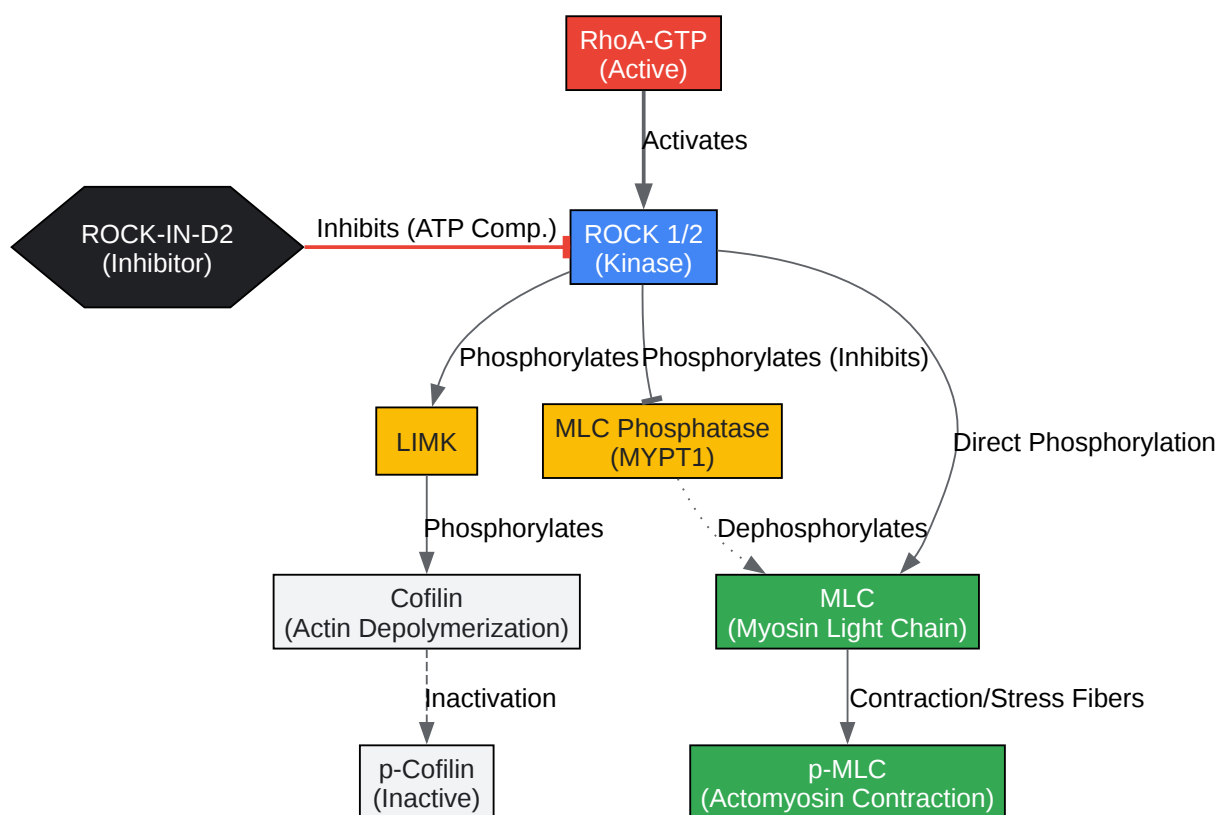 RhoA-GTP
(Active)
Activates
ROCK-IN-D2
(Inhibitor)
Inhibits (ATP Comp.)
ROCK 1/2
(Kinase)
Phosphorylates
Phosphorylates (Inhibits)
LIMK
MLC Phosphatase
(MYPT1)
Direct Phosphorylation
Phosphorylates
Dephosphorylates
Cofilin
(Actin Depolymerization)
MLC
(Myosin Light Chain)
Inactivation
Contraction/Stress Fibers
p-Cofilin
(Inactive)
p-MLC
(Actomyosin Contraction)